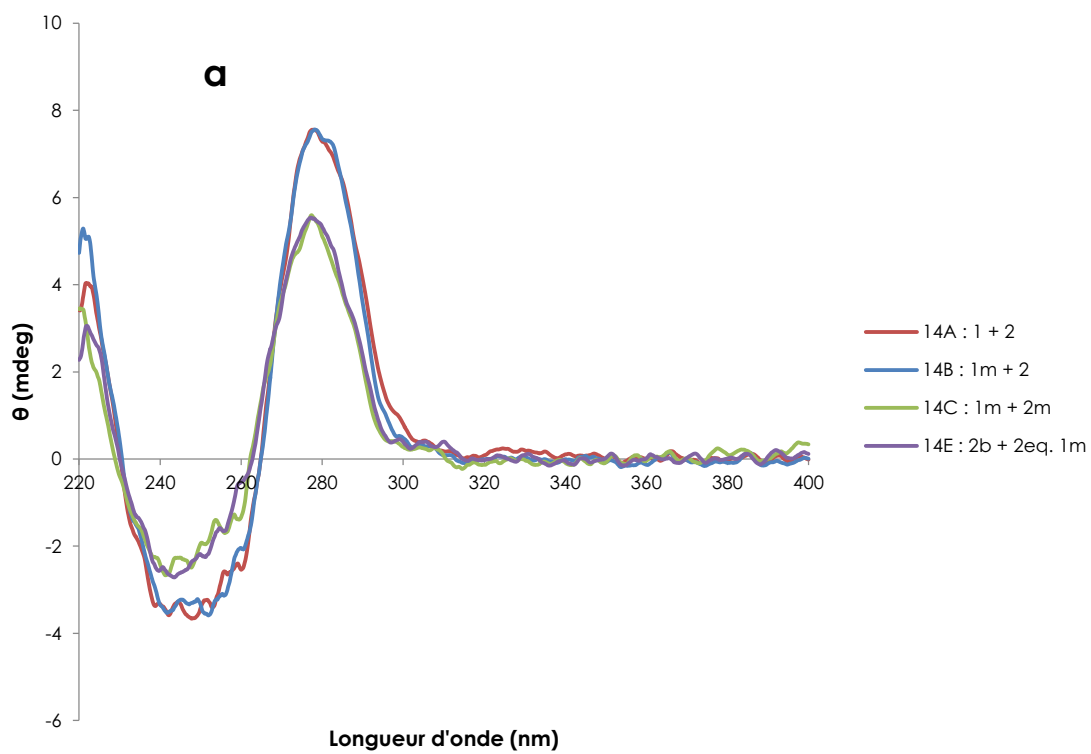 a
10
8
6
4
2
0
-2
-4
-6
220 240 260 280 300 320 340 360 380 400
θ (mdeg)
Longueur d'onde (nm)
14A : 1 + 2
14B : 1m + 2
14C : 1m + 2m
14E : 2b + 2eq. 1m